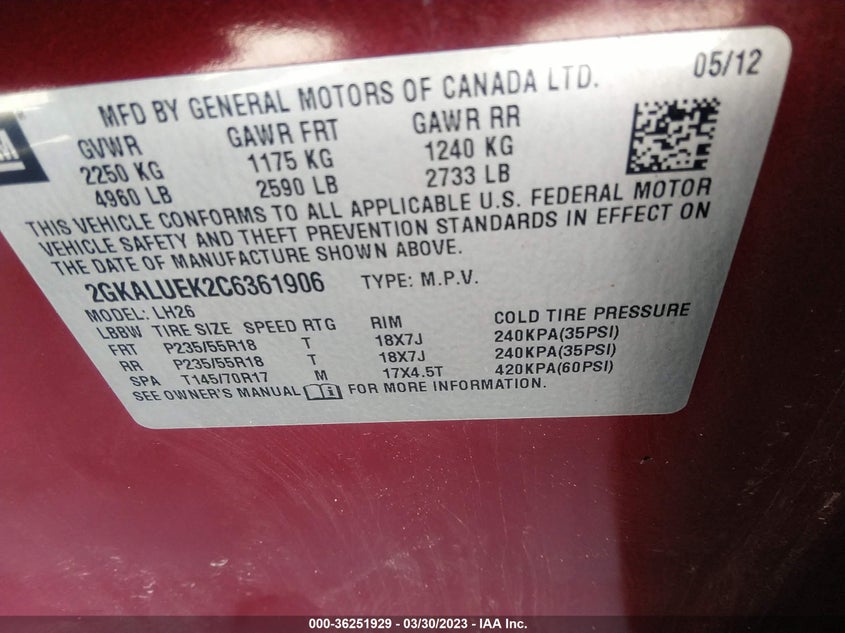 05/12
MFD BY GENERAL MOTORS OF CANADA LTD.
GVWR GAWR FRT GAWR RR
2250 KG 1175 KG 1240 KG
4960 LB 2590 LB 2733 LB
THIS VEHICLE CONFORMS TO ALL APPLICABLE U.S. FEDERAL MOTOR
VEHICLE SAFETY AND THEFT PREVENTION STANDARDS IN EFFECT ON
THE DATE OF MANUFACTURE SHOWN ABOVE.
2GKALUEK2C6361906 TYPE: M.P.V.
MODEL: LH26
LBBW TIRE SIZE SPEED RTG RIM COLD TIRE PRESSURE
FRT P235/55R18 T 18X7J 240KPA(35PSI)
RR P235/55R18 T 18X7J 240KPA(35PSI)
SPA T145/70R17 M 17X4.5T 420KPA(60PSI)
SEE OWNER'S MANUAL FOR MORE INFORMATION.
000-36251929 - 03/30/2023 - IAA Inc.